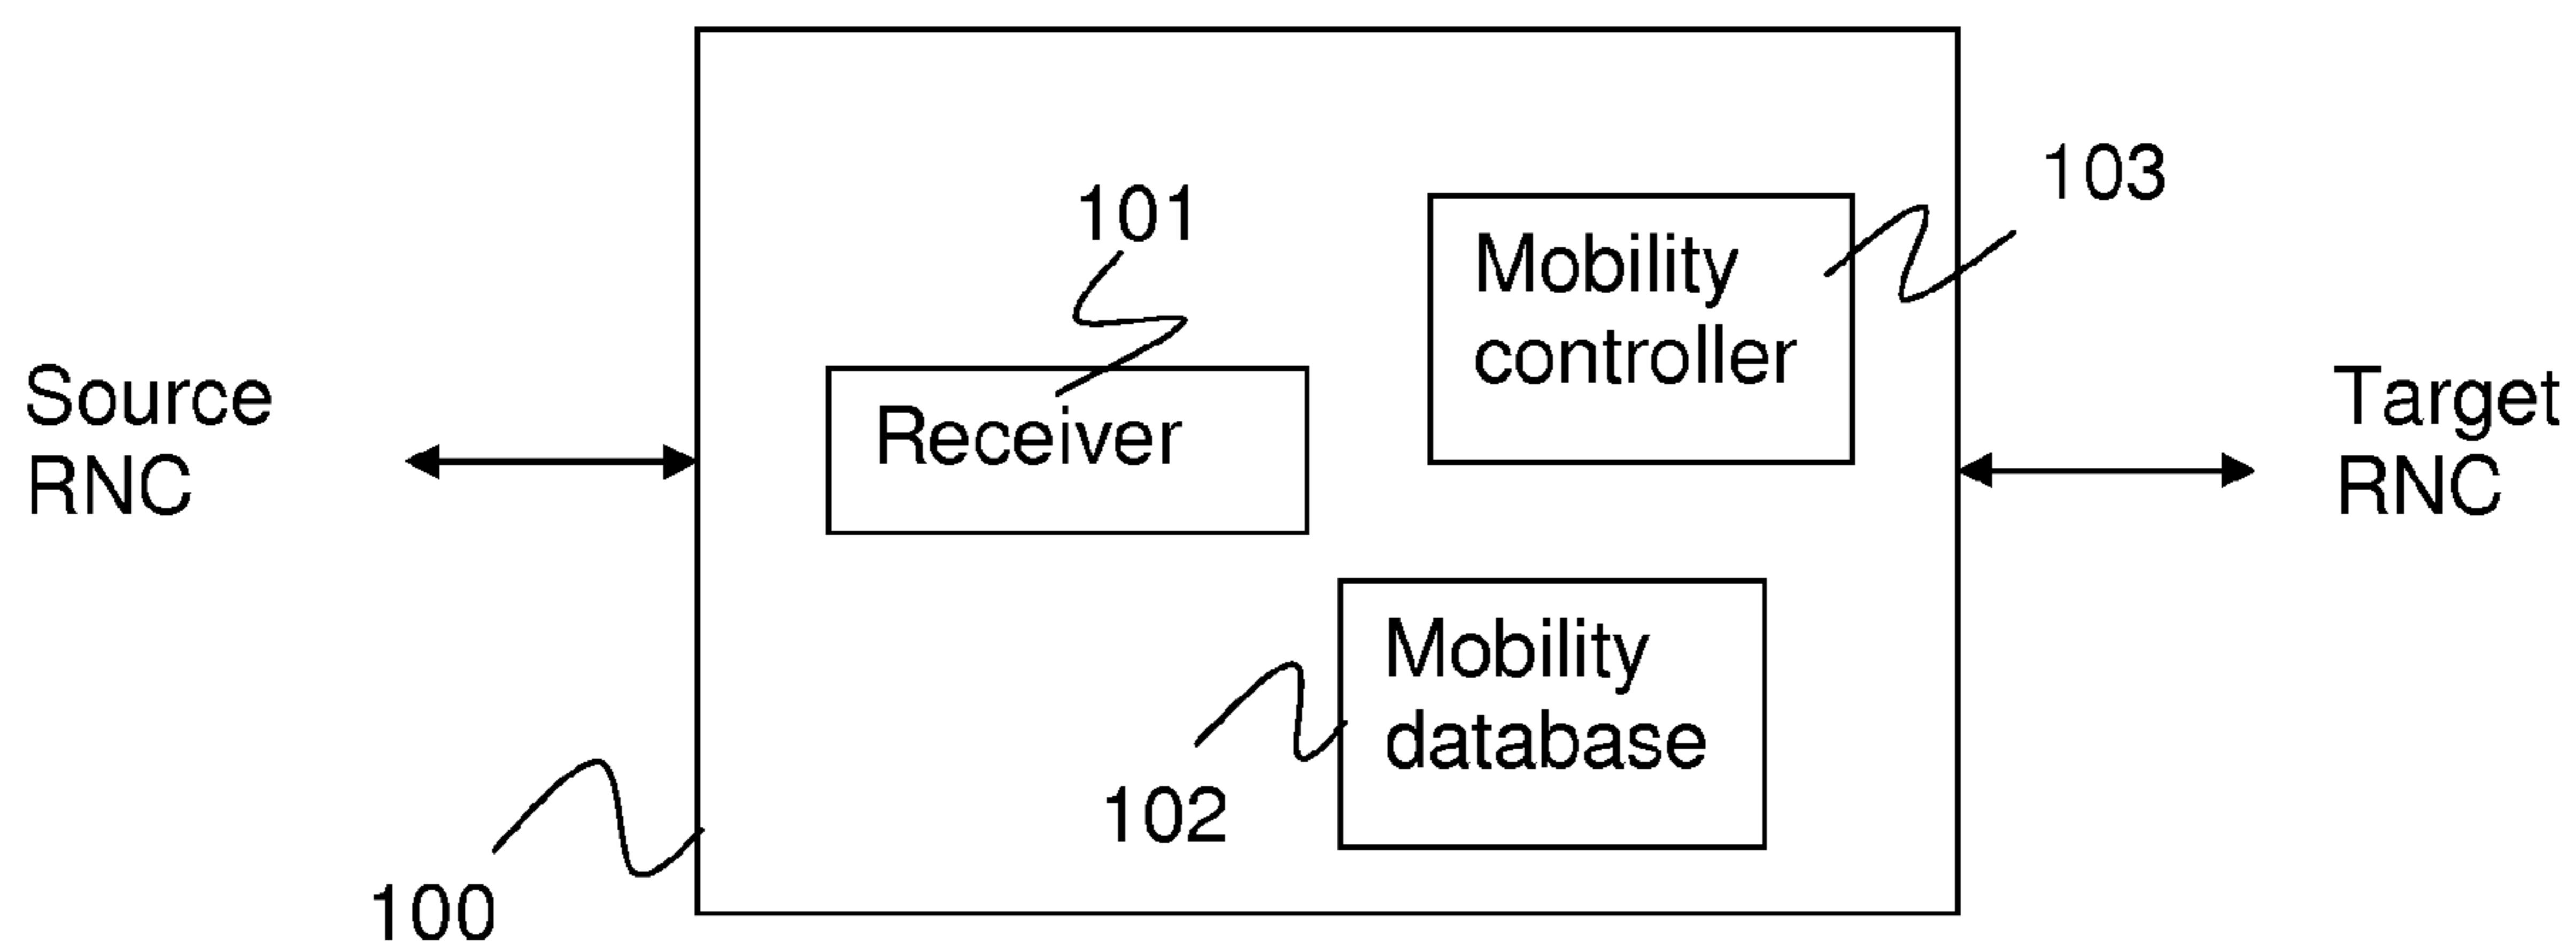 103
101
Mobility
controller
Source
RNC
Receiver
Target
RNC
Mobility
database
102
100